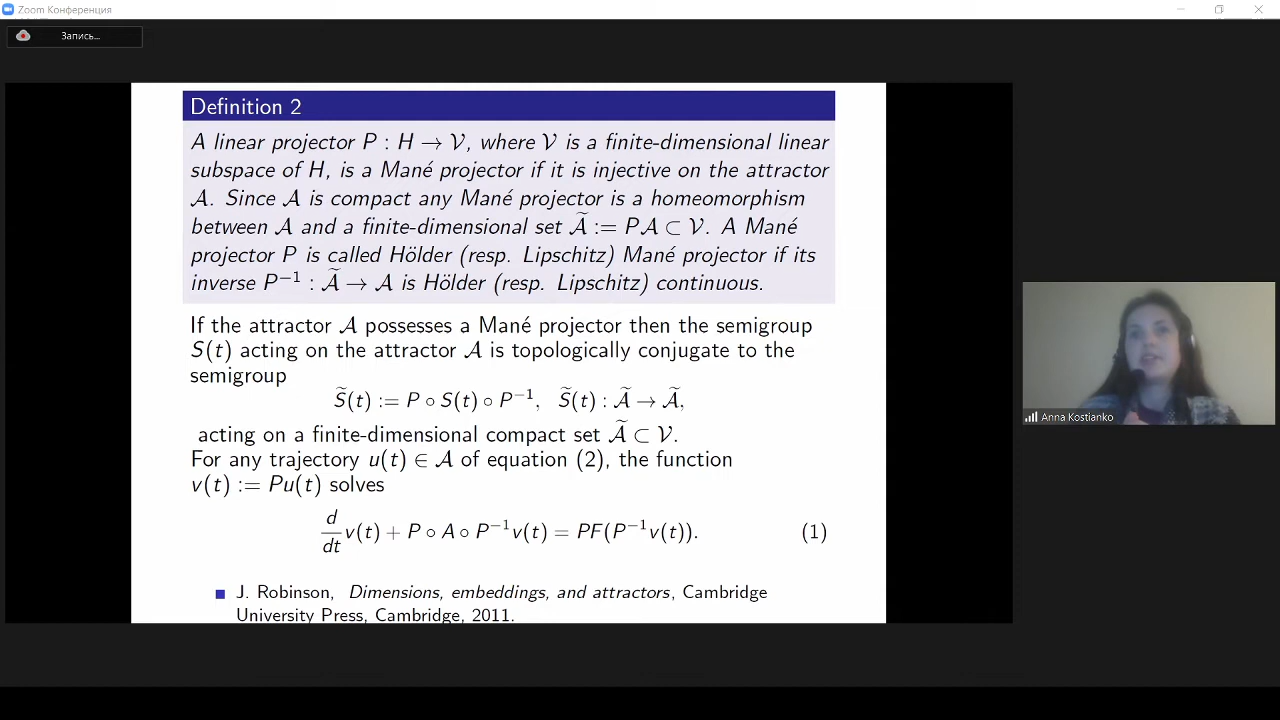 Zoom Конференция
Запись...
Definition 2
A linear projector P : H → 𝒱, where 𝒱 is a finite-dimensional linear
subspace of H, is a Mané projector if it is injective on the attractor
𝒜. Since 𝒜 is compact any Mané projector is a homeomorphism
between 𝒜 and a finite-dimensional set 𝒜̃ := P𝒜 ⊂ 𝒱. A Mané
projector P is called Hölder (resp. Lipschitz) Mané projector if its
inverse P⁻¹ : 𝒜̃ → 𝒜 is Hölder (resp. Lipschitz) continuous.
If the attractor 𝒜 possesses a Mané projector then the semigroup
S(t) acting on the attractor 𝒜 is topologically conjugate to the
semigroup
S̃(t) := P ∘ S(t) ∘ P⁻¹, S̃(t) : 𝒜̃ → 𝒜̃,
acting on a finite-dimensional compact set 𝒜̃ ⊂ 𝒱.
For any trajectory u(t) ∈ 𝒜 of equation (2), the function
v(t) := Pu(t) solves
d/dt v(t) + P ∘ A ∘ P⁻¹v(t) = PF(P⁻¹v(t)). (1)
J. Robinson, Dimensions, embeddings, and attractors, Cambridge
University Press, Cambridge, 2011.
Anna Kostianko